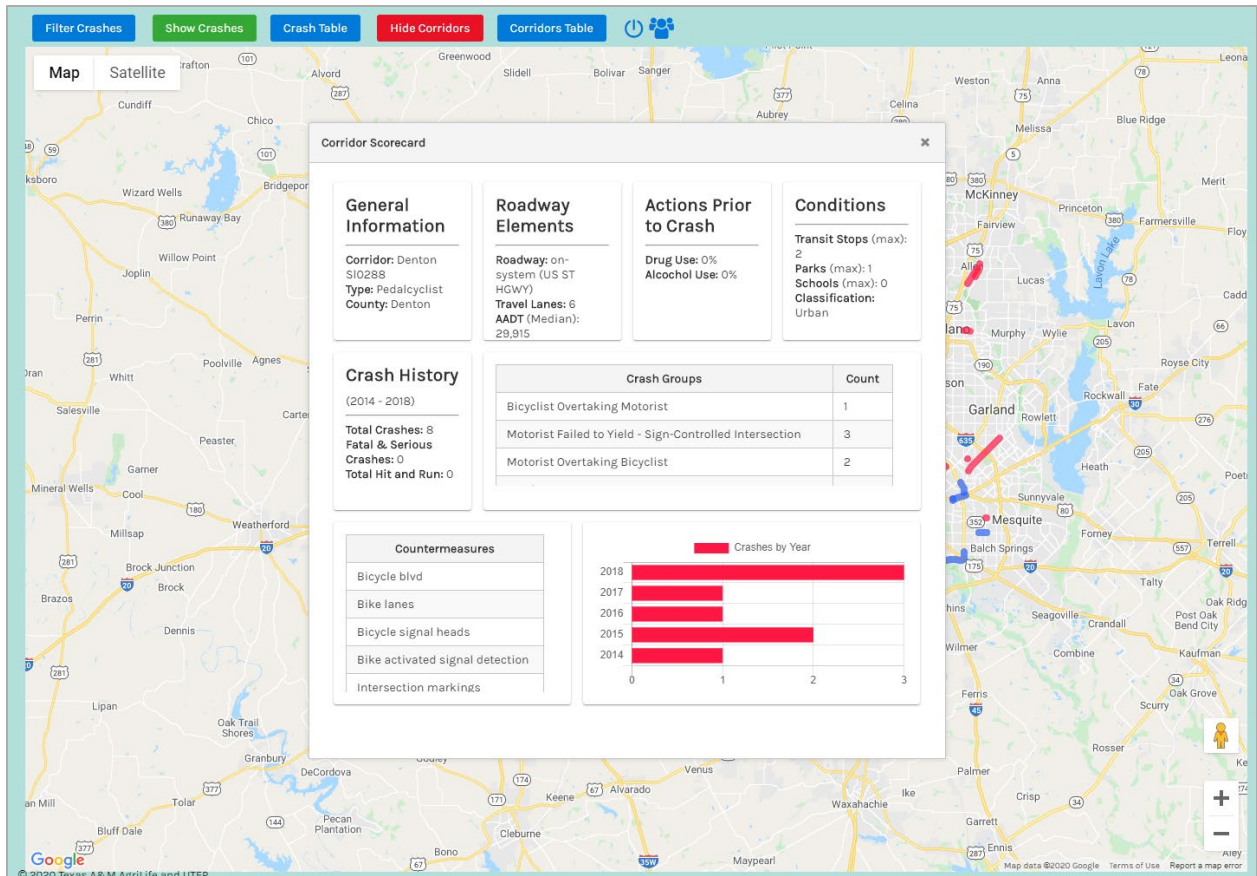 Filter Crashes
Show Crashes
Crash Table
Hide Corridors
Corridors Table
Map
Satellite
Corridor Scorecard
General
Information
Corridor: Denton
SI0288
Type: Pedalcyclist
County: Denton
Roadway
Elements
Roadway: on-
system (US ST
HGWY)
Travel Lanes: 6
AADT (Median):
29,915
Actions Prior
to Crash
Drug Use: 0%
Alcochol Use: 0%
Conditions
Transit Stops (max):
2
Parks (max): 1
Schools (max): 0
Classification:
Urban
Crash History
(2014 - 2018)
Total Crashes: 8
Fatal & Serious
Crashes: 0
Total Hit and Run: 0
Crash Groups Count
Bicyclist Overtaking Motorist 1
Motorist Failed to Yield - Sign-Controlled Intersection 3
Motorist Overtaking Bicyclist 2
Countermeasures
Bicycle blvd
Bike lanes
Bicycle signal heads
Bike activated signal detection
Intersection markings
Crashes by Year
2018
2017
2016
2015
2014
0 1 2 3
Greenwood
Alvord
Slidell
Bolivar
Sanger
Aubrey
Celina
Weston
Anna
Melissa
Blue Ridge
Cundiff
Chico
Wizard Wells
Runaway Bay
Willow Point
Joplin
Perrin
Poolville
Agnes
Whitt
Salesville
Peaster
Garner
Mineral Wells
Cool
Millsap
Weatherford
Brock Junction
Brock
Brazos
Dennis
Lipan
Oak Trail
Shores
Granbury
DeCordova
Tolar
Pecan
Plantation
Bluff Dale
Bono
Cleburne
Keene
Alvarado
Venus
Maypearl
Waxahachie
Ike
Ennis
Garrett
Crisp
Palmer
Rosser
Ferris
Scurry
Oak Grove
Kaufman
Combine
Wilmer
Seagoville
Crandall
Post Oak
Bend City
Talty
Terrell
Forney
Balch Springs
Mesquite
Sunnyvale
Heath
Rowlett
Garland
Rockwall
Fate
Royse City
Lavon
Wylie
Murphy
Lucas
Lavon Lake
Fairview
McKinney
Princeton
Farmersville
Merit
Google
Map data ©2020 Google
Terms of Use
Report a map error
© 2020 Texas A& M AgriLife and UTEP